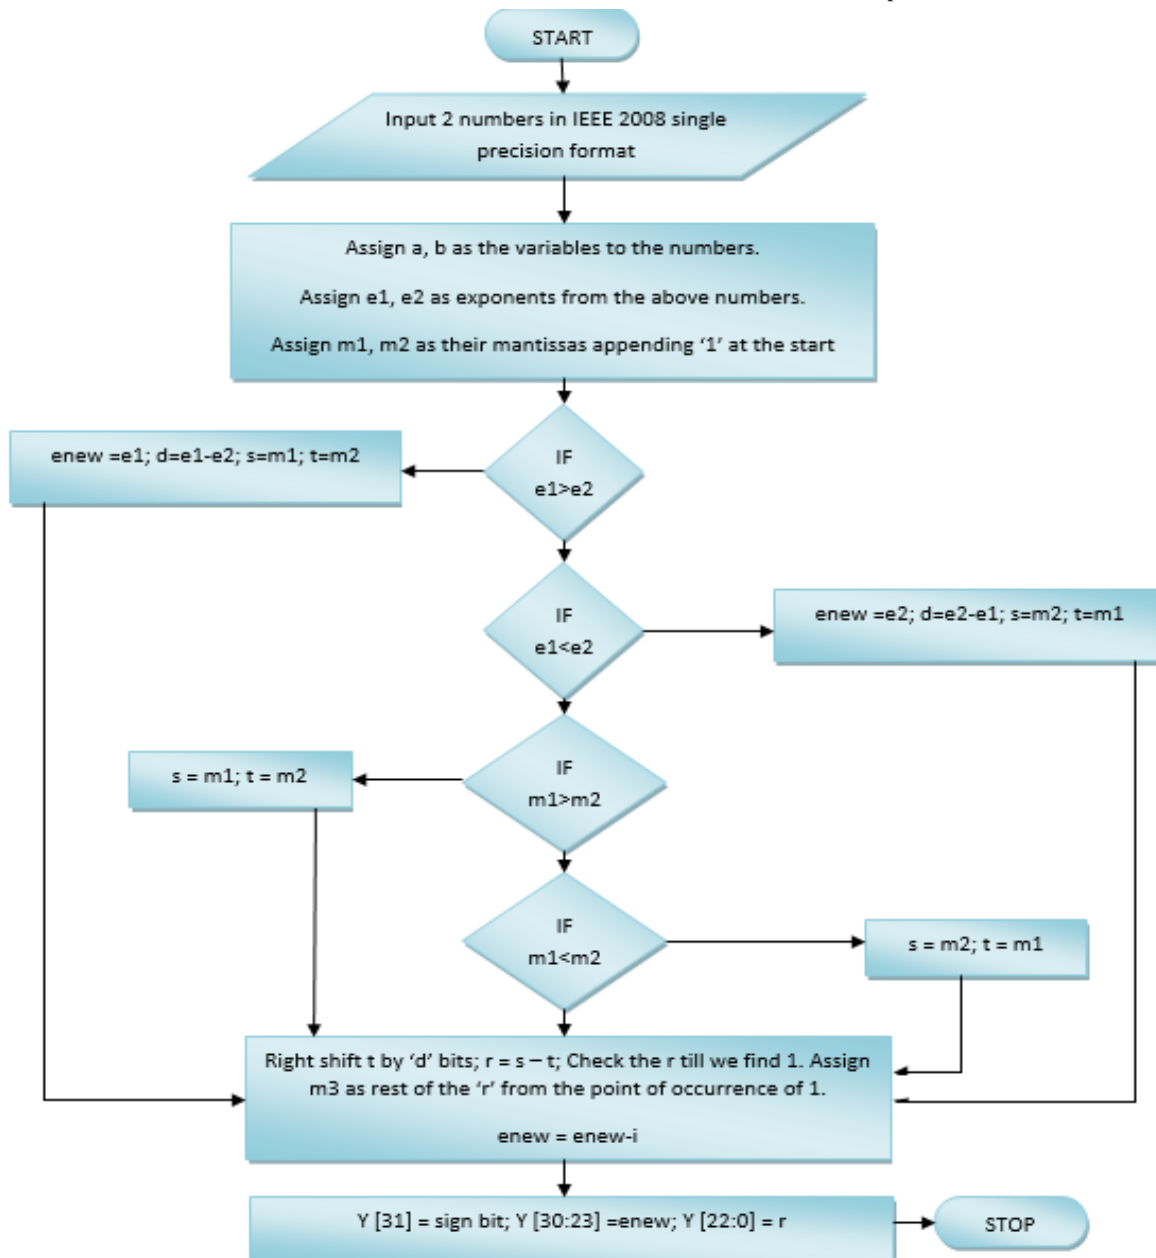 START
Input 2 numbers in IEEE 2008 single
precision format
Assign a, b as the variables to the numbers.
Assign e1, e2 as exponents from the above numbers.
Assign m1, m2 as their mantissas appending ‘1’ at the start
IF
e1>e2
enew =e1; d=e1-e2; s=m1; t=m2
IF
e1<e2
enew =e2; d=e2-e1; s=m2; t=m1
IF
m1>m2
s = m1; t = m2
IF
m1<m2
s = m2; t = m1
Right shift t by ‘d’ bits; r = s – t; Check the r till we find 1. Assign
m3 as rest of the ‘r’ from the point of occurrence of 1.
enew = enew-i
Y [31] = sign bit; Y [30:23] =enew; Y [22:0] = r
STOP